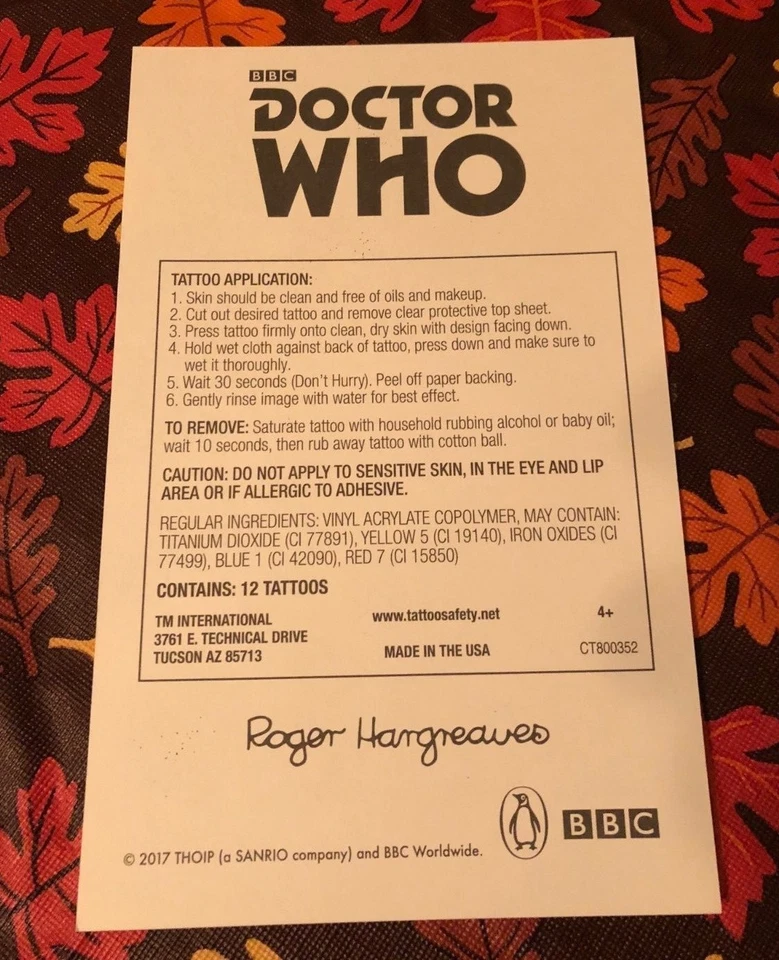 BBC
DOCTOR
WHO
TATTOO APPLICATION:
1. Skin should be clean and free of oils and makeup.
2. Cut out desired tattoo and remove clear protective top sheet.
3. Press tattoo firmly onto clean, dry skin with design facing down.
4. Hold wet cloth against back of tattoo, press down and make sure to
wet it thoroughly.
5. Wait 30 seconds (Don't Hurry). Peel off paper backing.
6. Gently rinse image with water for best effect.
TO REMOVE: Saturate tattoo with household rubbing alcohol or baby oil;
wait 10 seconds, then rub away tattoo with cotton ball.
CAUTION: DO NOT APPLY TO SENSITIVE SKIN, IN THE EYE AND LIP
AREA OR IF ALLERGIC TO ADHESIVE.
REGULAR INGREDIENTS: VINYL ACRYLATE COPOLYMER, MAY CONTAIN:
TITANIUM DIOXIDE (CI 77891), YELLOW 5 (CI 19140), IRON OXIDES (CI
77499), BLUE 1 (CI 42090), RED 7 (CI 15850)
CONTAINS: 12 TATTOOS
TM INTERNATIONAL www.tattoosafety.net 4+
3761 E. TECHNICAL DRIVE
TUCSON AZ 85713 MADE IN THE USA CT800352
Roger Hargreaves
BBC
© 2017 THOIP (a SANRIO company) and BBC Worldwide.